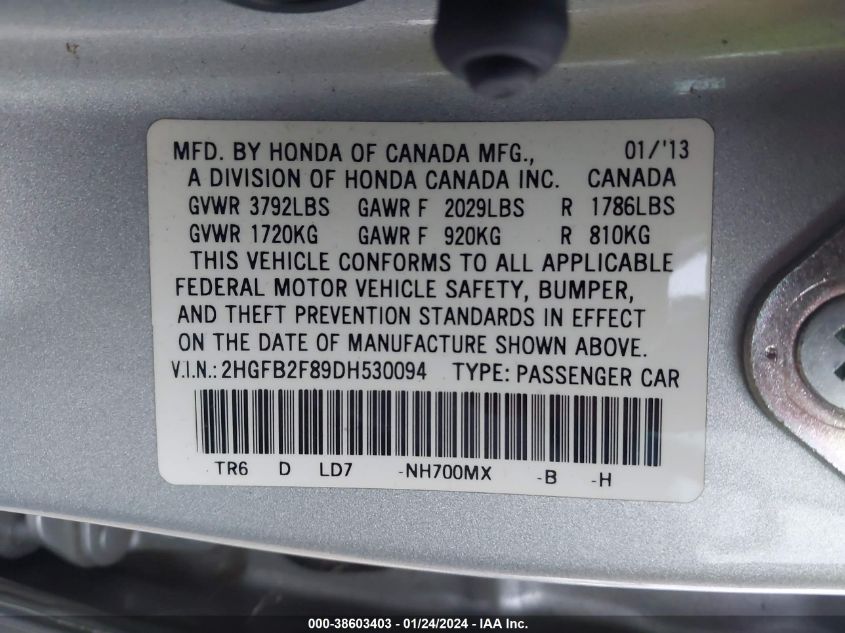 MFD. BY HONDA OF CANADA MFG., 01/'13
A DIVISION OF HONDA CANADA INC. CANADA
GVWR 3792LBS GAWR F 2029LBS R 1786LBS
GVWR 1720KG GAWR F 920KG R 810KG
THIS VEHICLE CONFORMS TO ALL APPLICABLE
FEDERAL MOTOR VEHICLE SAFETY, BUMPER,
AND THEFT PREVENTION STANDARDS IN EFFECT
ON THE DATE OF MANUFACTURE SHOWN ABOVE.
V.I.N.: 2HGFB2F89DH530094 TYPE: PASSENGER CAR
TR6 D LD7 -NH700MX -B -H
000-38603403 - 01/24/2024 - IAA Inc.